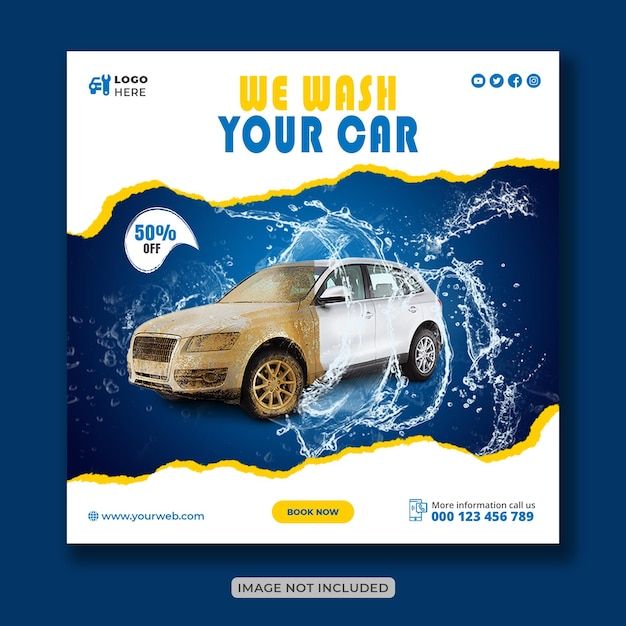 LOGO
HERE
WE WASH
YOUR CAR
50%
OFF
www.yourweb.com
BOOK NOW
More information call us
000 123 456 789
IMAGE NOT INCLUDED